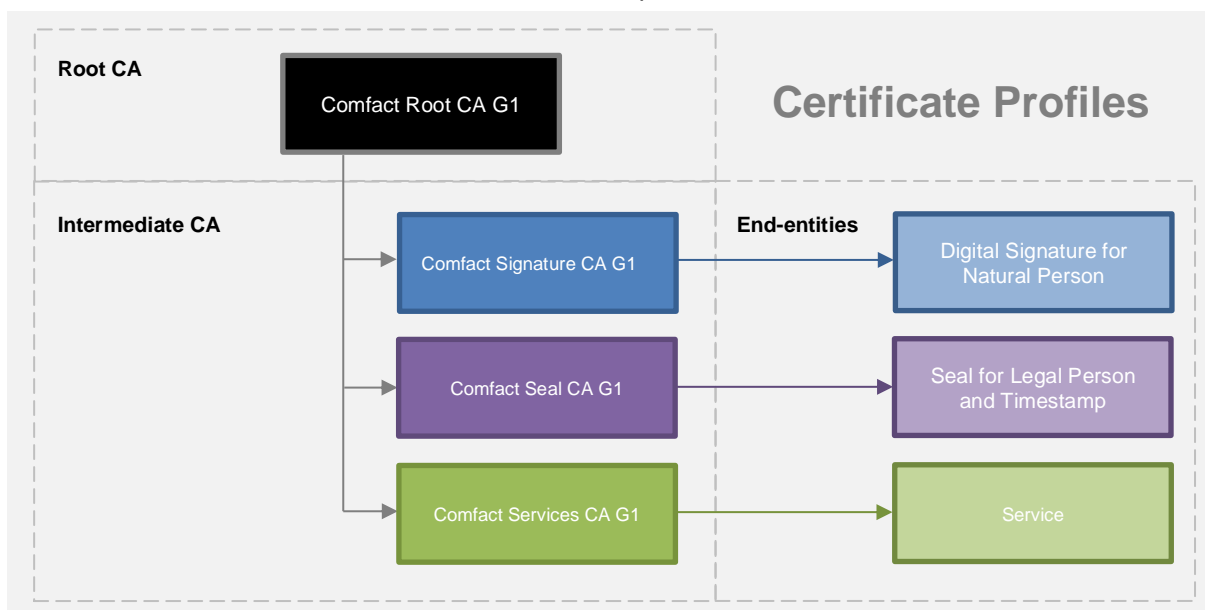 Root CA
Comfact Root CA G1
Certificate Profiles
Intermediate CA
End-entities
Comfact Signature CA G1
Digital Signature for
Natural Person
Comfact Seal CA G1
Seal for Legal Person
and Timestamp
Comfact Services CA G1
Service